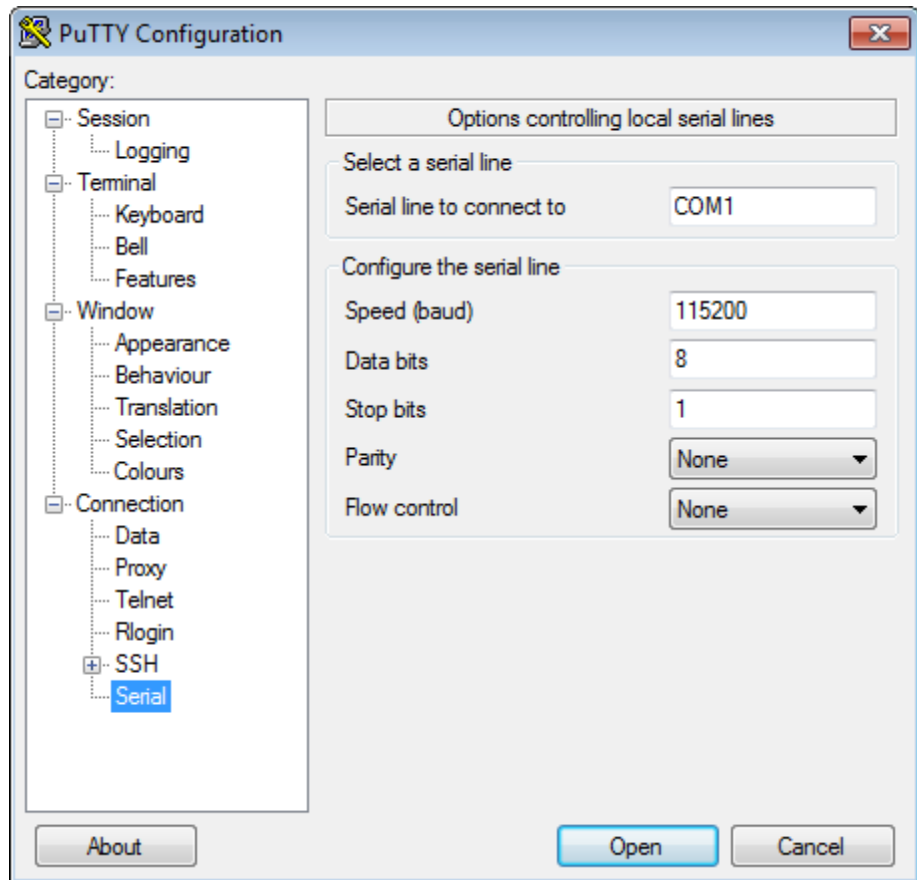 PuTTY Configuration
Category:
Session
Logging
Terminal
Keyboard
Bell
Features
Window
Appearance
Behaviour
Translation
Selection
Colours
Connection
Data
Proxy
Telnet
Rlogin
SSH
Serial
Options controlling local serial lines
Select a serial line
Serial line to connect to COM1
Configure the serial line
Speed (baud) 115200
Data bits 8
Stop bits 1
Parity None
Flow control None
About Open Cancel